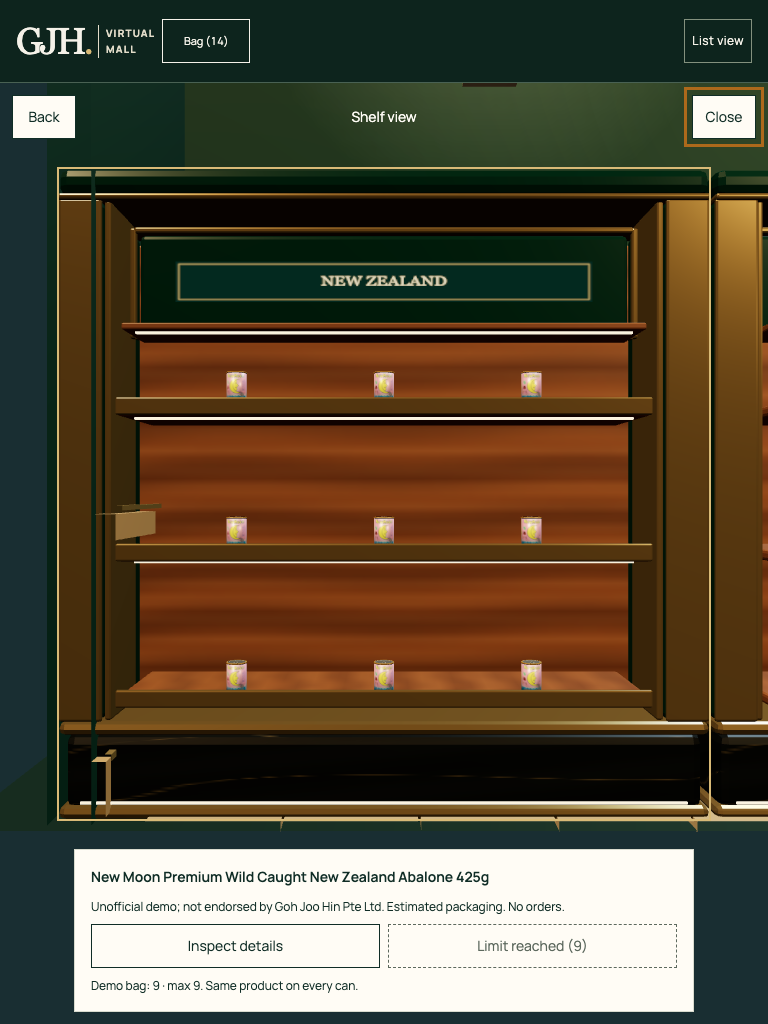 GJH. VIRTUAL MALL
Bag (14)
List view
Back
Shelf view
Close
NEW ZEALAND
New Moon Premium Wild Caught New Zealand Abalone 425g
Unofficial demo; not endorsed by Goh Joo Hin Pte Ltd. Estimated packaging. No orders.
Inspect details
Limit reached (9)
Demo bag: 9 · max 9. Same product on every can.